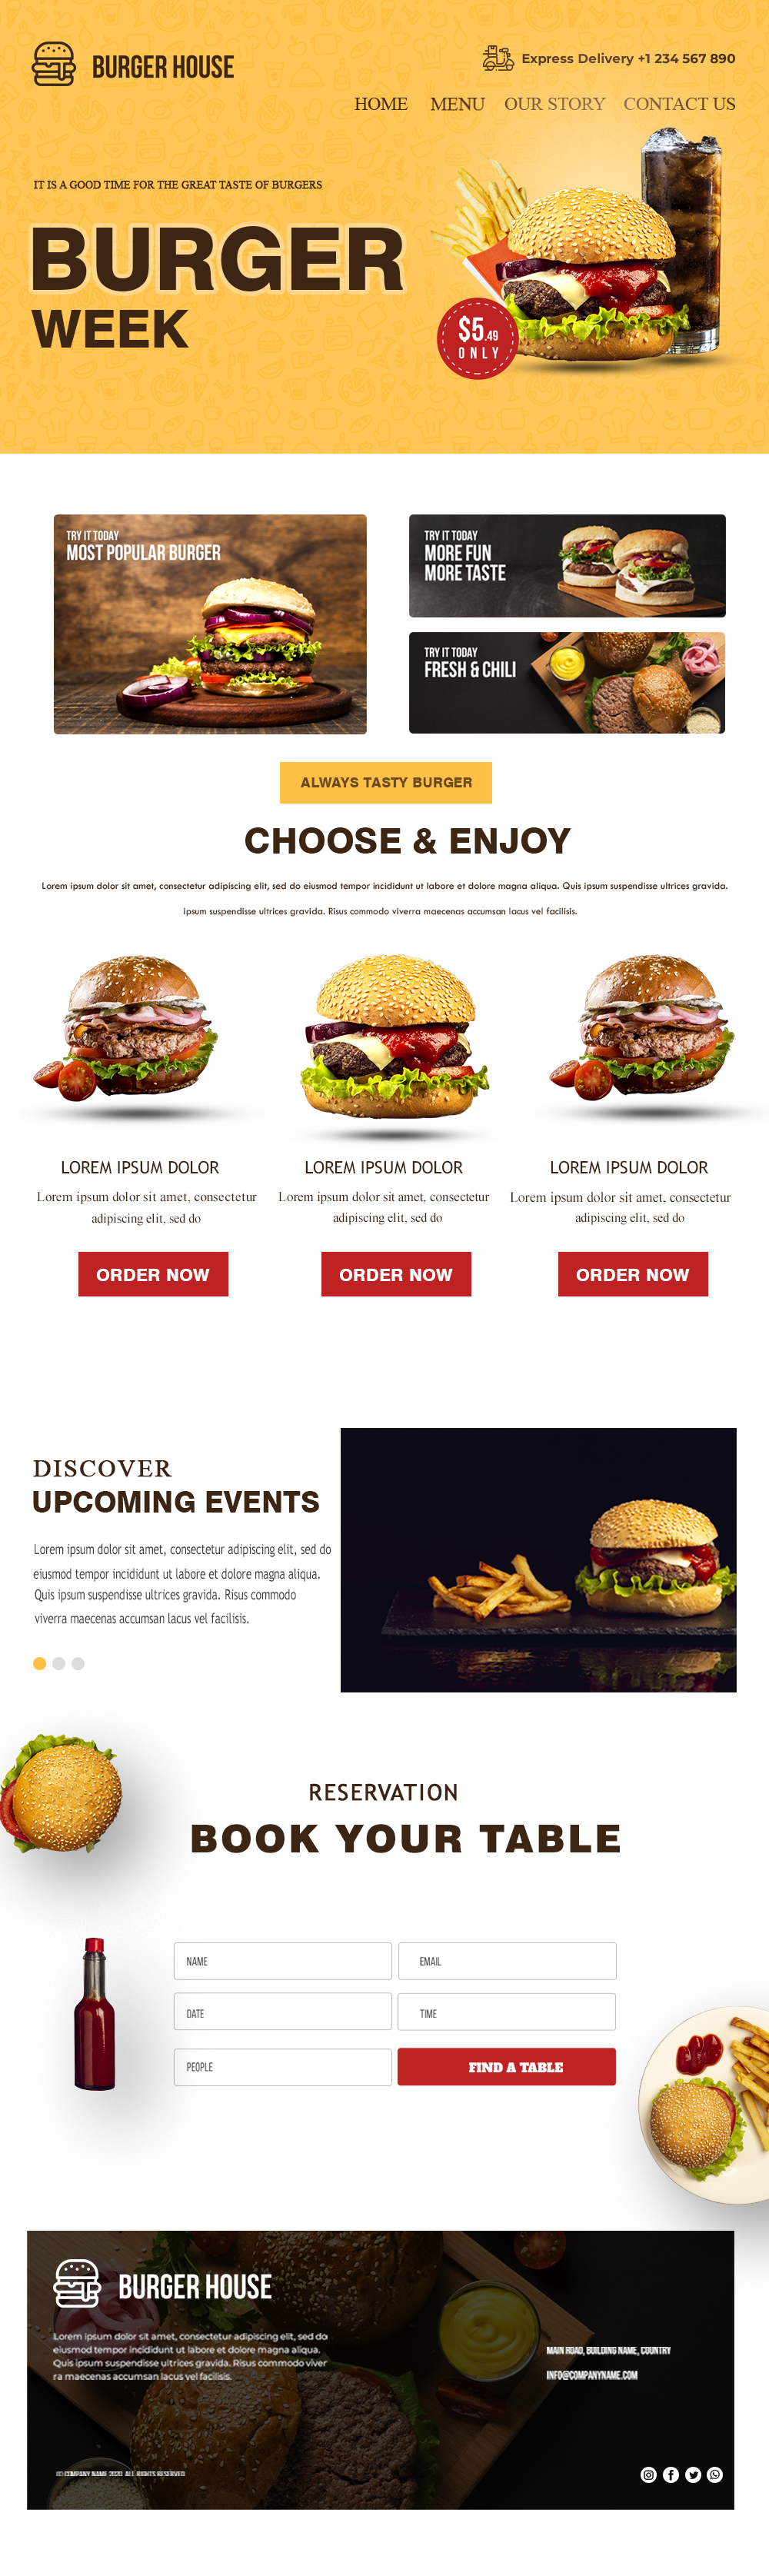 BURGER HOUSE
Express Delivery +1 234 567 890
HOME MENU OUR STORY CONTACT US
IT IS A GOOD TIME FOR THE GREAT TASTE OF BURGERS
BURGER
WEEK
$5.49
ONLY
TRY IT TODAY
MOST POPULAR BURGER
TRY IT TODAY
MORE FUN
MORE TASTE
TRY IT TODAY
FRESH & CHILI
ALWAYS TASTY BURGER
CHOOSE & ENJOY
Lorem ipsum dolor sit amet, consectetur adipiscing elit, sed do eiusmod tempor incididunt ut labore et dolore magna aliqua. Quis ipsum suspendisse ultrices gravida.
ipsum suspendisse ultrices gravida. Risus commodo viverra maecenas accumsan lacus vel facilisis.
LOREM IPSUM DOLOR
Lorem ipsum dolor sit amet, consectetur
adipiscing elit, sed do
ORDER NOW
LOREM IPSUM DOLOR
Lorem ipsum dolor sit amet, consectetur
adipiscing elit, sed do
ORDER NOW
LOREM IPSUM DOLOR
Lorem ipsum dolor sit amet, consectetur
adipiscing elit, sed do
ORDER NOW
DISCOVER
UPCOMING EVENTS
Lorem ipsum dolor sit amet, consectetur adipiscing elit, sed do
eiusmod tempor incididunt ut labore et dolore magna aliqua.
Quis ipsum suspendisse ultrices gravida. Risus commodo
viverra maecenas accumsan lacus vel facilisis.
RESERVATION
BOOK YOUR TABLE
NAME
EMAIL
DATE
TIME
PEOPLE
FIND A TABLE
BURGER HOUSE
Lorem ipsum dolor sit amet, consectetur adipiscing elit, sed do
eiusmod tempor incididunt ut labore et dolore magna aliqua.
Quis ipsum suspendisse ultrices gravida. Risus commodo viver
ra maecenas accumsan lacus vel facilisis.
MAIN ROAD, BUILDING NAME, COUNTRY
INFO@COMPANYNAME.COM
COMPANY NAME ALL RIGHTS RESERVED